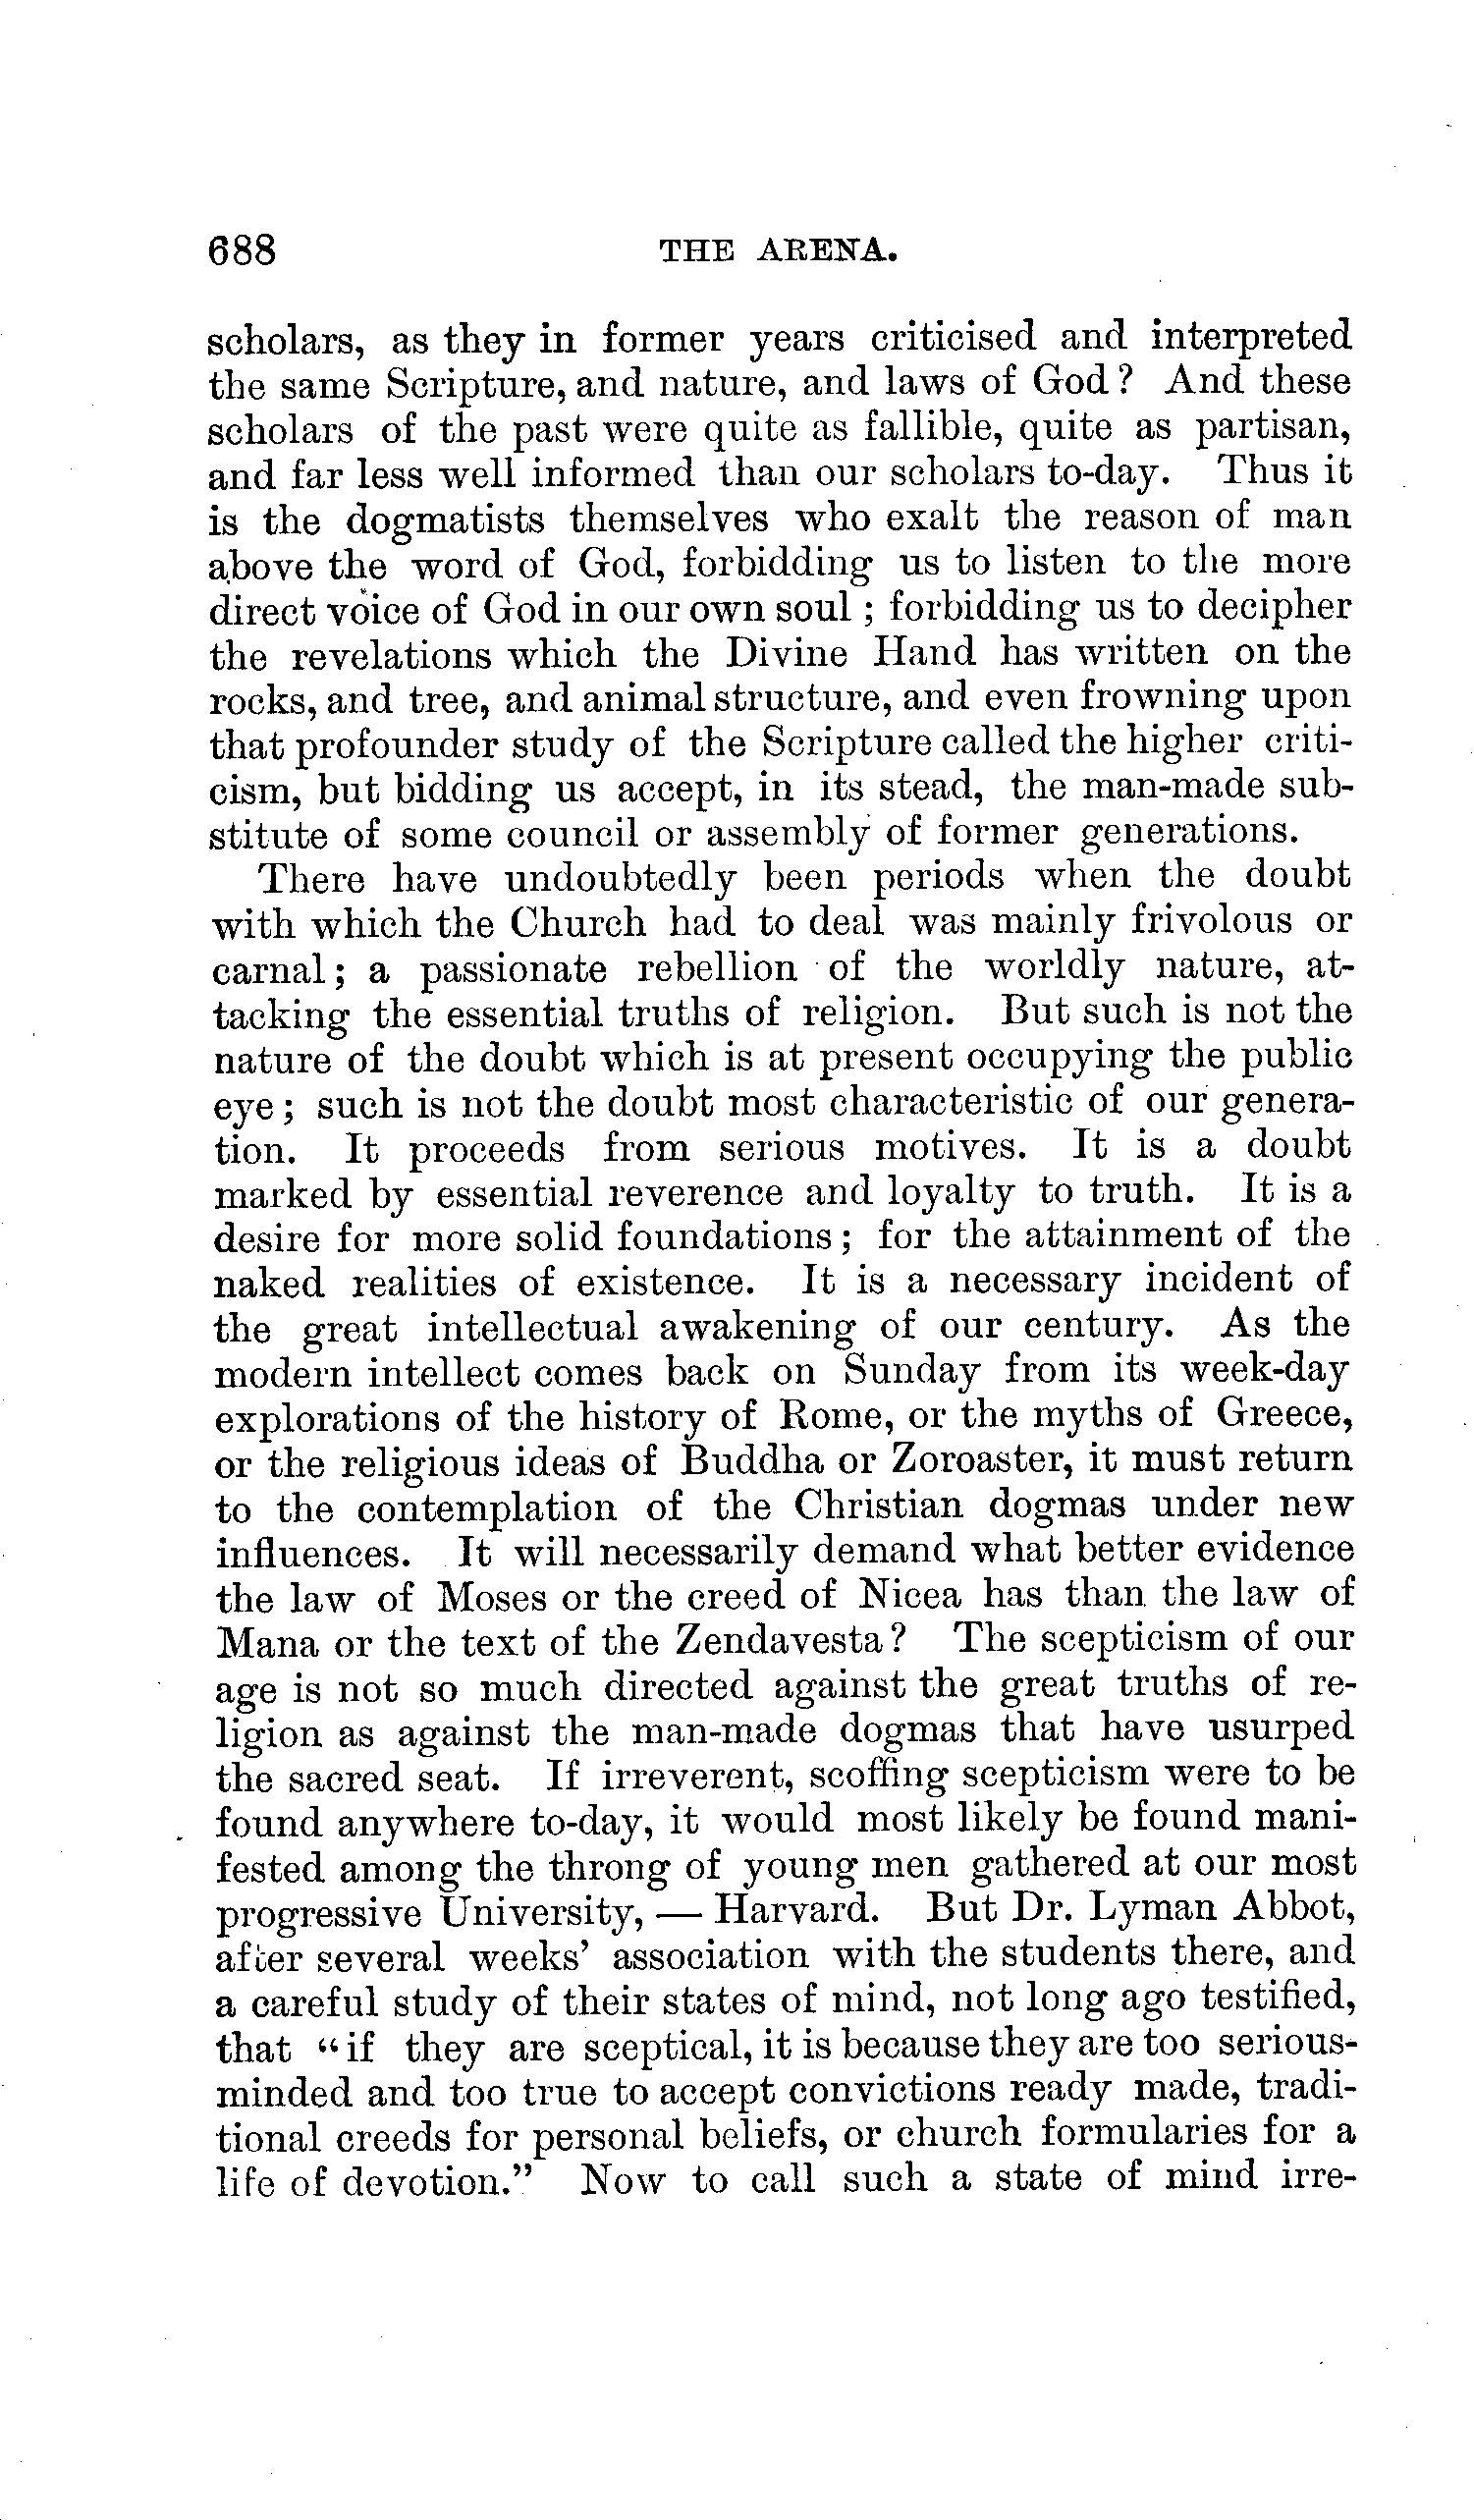 688 THE ARENA.
scholars, as they in former years criticised and interpreted
the same Scripture, and nature, and laws of God? And these
scholars of the past were quite as fallible, quite as partisan,
and far less well informed than our scholars to-day. Thus it
is the dogmatists themselves who exalt the reason of man
above the word of God, forbidding us to listen to the more
direct voice of God in our own soul; forbidding us to decipher
the revelations which the Divine Hand has written on the
rocks, and tree, and animal structure, and even frowning upon
that profounder study of the Scripture called the higher criti-
cism, but bidding us accept, in its stead, the man-made sub-
stitute of some council or assembly of former generations.
There have undoubtedly been periods when the doubt
with which the Church had to deal was mainly frivolous or
carnal; a passionate rebellion of the worldly nature, at-
tacking the essential truths of religion. But such is not the
nature of the doubt which is at present occupying the public
eye; such is not the doubt most characteristic of our genera-
tion. It proceeds from serious motives. It is a doubt
marked by essential reverence and loyalty to truth. It is a
desire for more solid foundations; for the attainment of the
naked realities of existence. It is a necessary incident of
the great intellectual awakening of our century. As the
modern intellect comes back on Sunday from its week-day
explorations of the history of Rome, or the myths of Greece,
or the religious ideas of Buddha or Zoroaster, it must return
to the contemplation of the Christian dogmas under new
influences. It will necessarily demand what better evidence
the law of Moses or the creed of Nicea has than the law of
Mana or the text of the Zendavesta? The scepticism of our
age is not so much directed against the great truths of re-
ligion as against the man-made dogmas that have usurped
the sacred seat. If irreverent, scoffing scepticism were to be
found anywhere to-day, it would most likely be found mani-
fested among the throng of young men gathered at our most
progressive University, — Harvard. But Dr. Lyman Abbot,
after several weeks' association with the students there, and
a careful study of their states of mind, not long ago testified,
that "if they are sceptical, it is because they are too serious-
minded and too true to accept convictions ready made, tradi-
tional creeds for personal beliefs, or church formularies for a
life of devotion." Now to call such a state of mind irre-